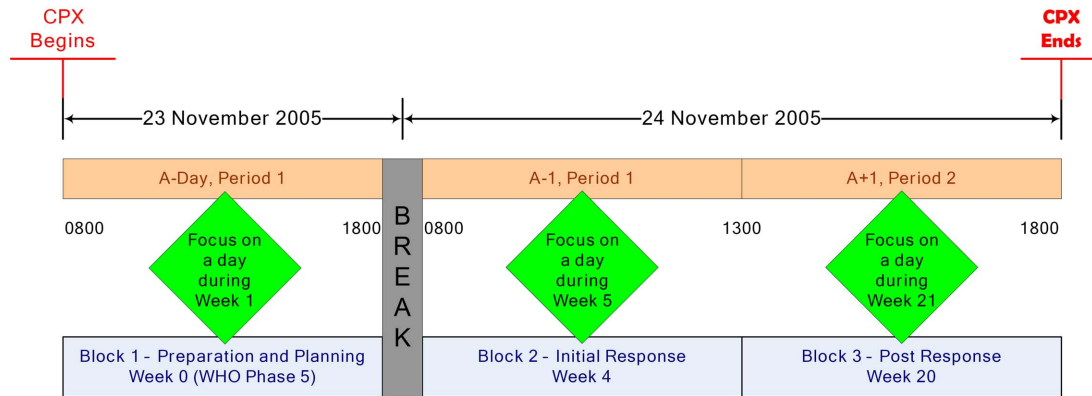 CPX
Begins
CPX
Ends
23 November 2005
24 November 2005
A-Day, Period 1
A-1, Period 1
A+1, Period 2
0800
1800
0800
1300
1800
BREAK
Focus on
a day
during
Week 1
Focus on
a day
during
Week 5
Focus on
a day
during
Week 21
Block 1 - Preparation and Planning
Week 0 (WHO Phase 5)
Block 2 - Initial Response
Week 4
Block 3 - Post Response
Week 20